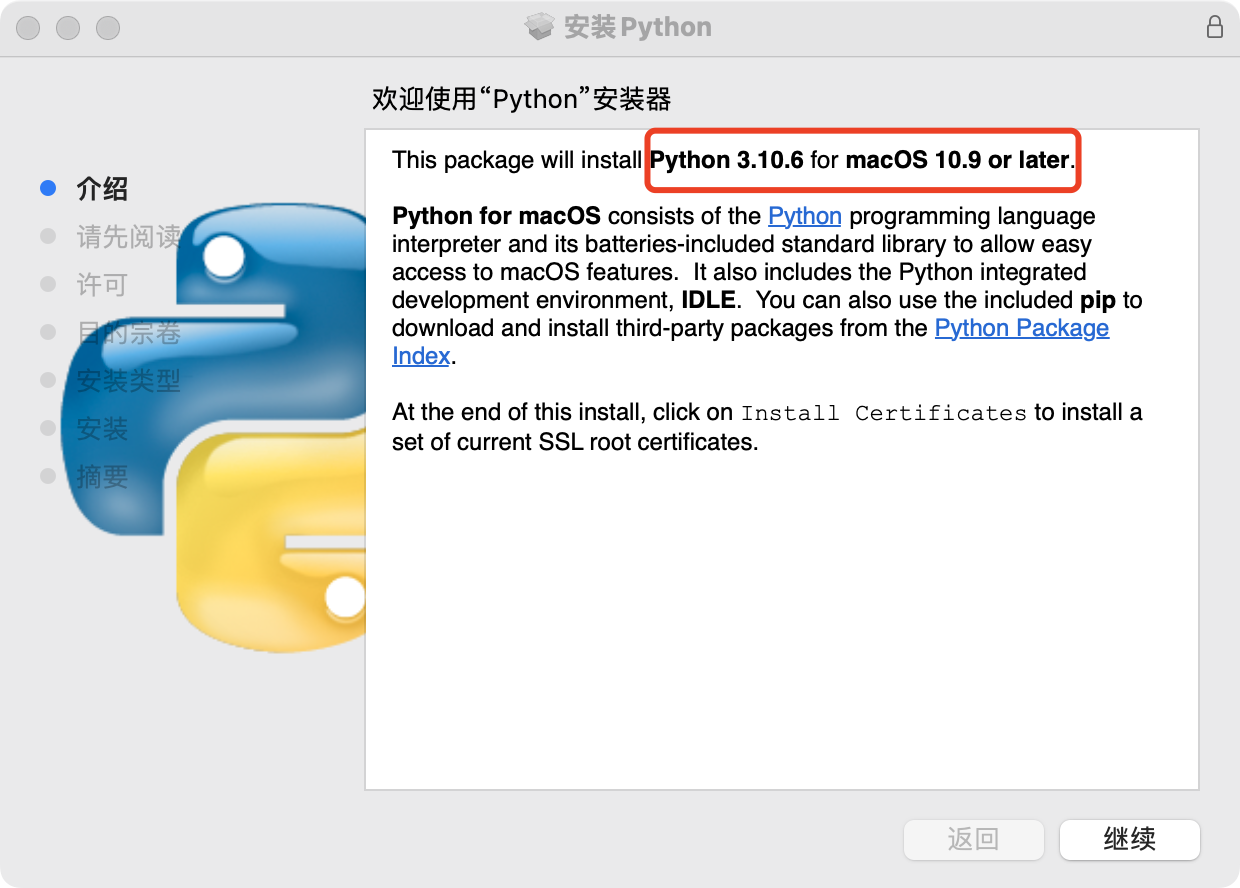 安装Python
欢迎使用“Python”安装器
介绍
请先阅读
许可
目的宗卷
安装类型
安装
摘要
This package will install Python 3.10.6 for macOS 10.9 or later.
Python for macOS consists of the Python programming language
interpreter and its batteries-included standard library to allow easy
access to macOS features.  It also includes the Python integrated
development environment, IDLE.  You can also use the included pip to
download and install third-party packages from the Python Package
Index.
At the end of this install, click on Install Certificates to install a
set of current SSL root certificates.
返回
继续